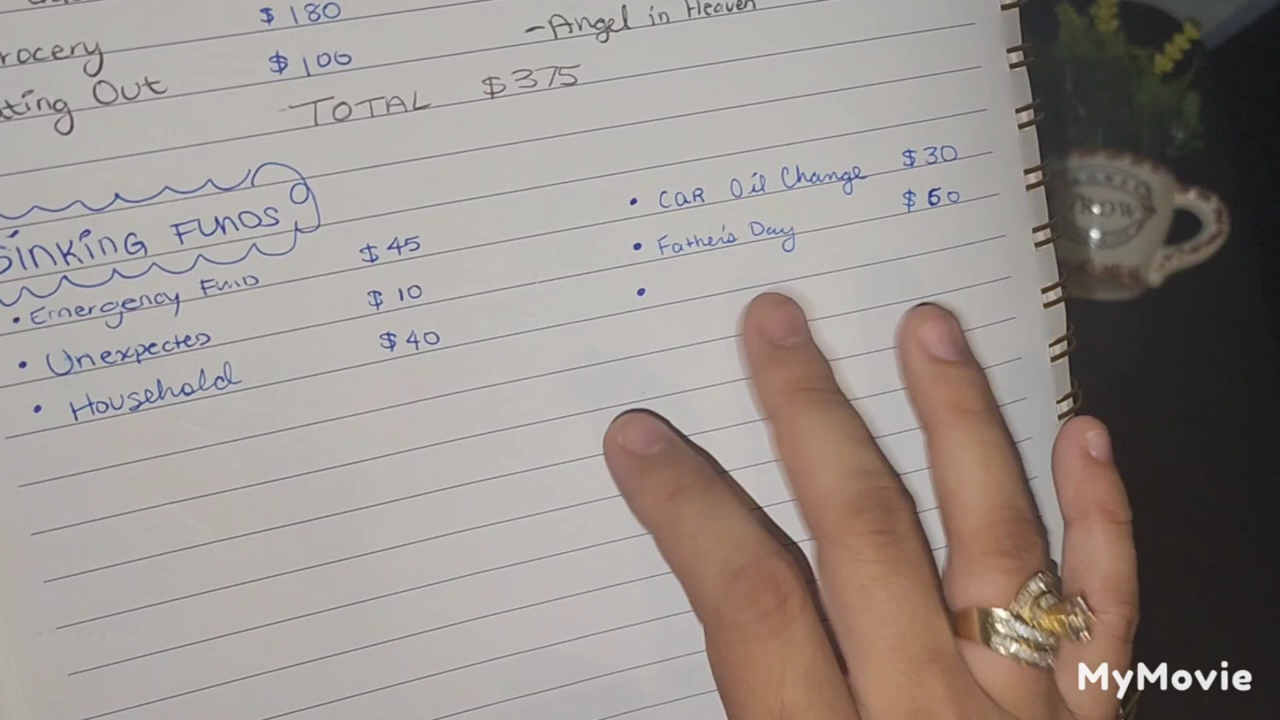 $ 180
rocery
$ 100
ting Out
TOTAL $375
-Angel in Heaven
SINKING FUNDS
• Emergency Fund $45
• Unexpected $10
• Household $40
• CAR Oil Change $30
• Father's Day
•
MyMovie